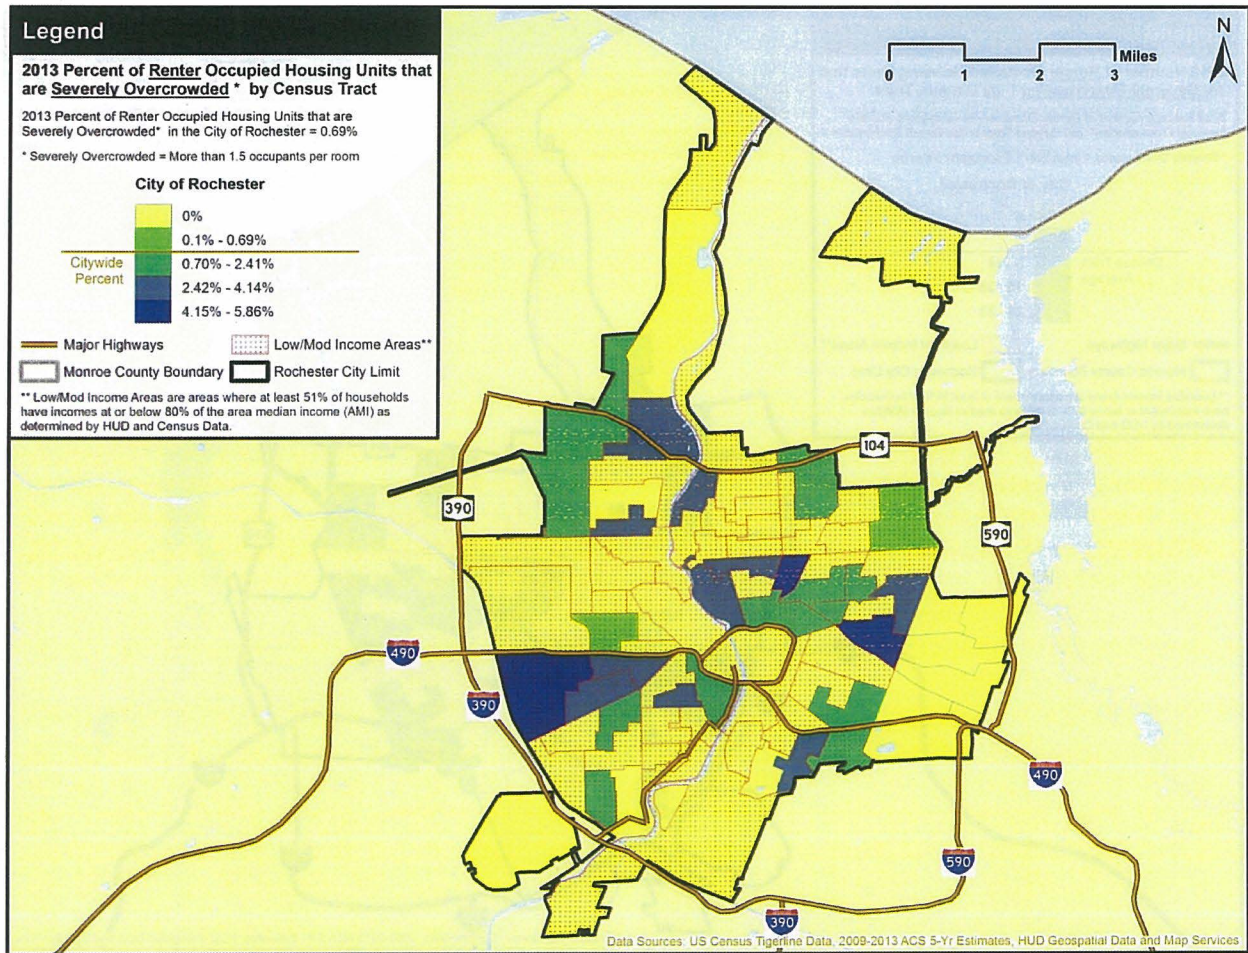 Legend
2013 Percent of Renter Occupied Housing Units that
are Severely Overcrowded * by Census Tract
2013 Percent of Renter Occupied Housing Units that are
Severely Overcrowded* in the City of Rochester = 0.69%
* Severely Overcrowded = More than 1.5 occupants per room
City of Rochester
0%
0.1% - 0.69%
Citywide
Percent
0.70% - 2.41%
2.42% - 4.14%
4.15% - 5.86%
Major Highways
Low/Mod Income Areas**
Monroe County Boundary
Rochester City Limit
** Low/Mod Income Areas are areas where at least 51% of households
have incomes at or below 80% of the area median income (AMI) as
determined by HUD and Census Data.
N
Miles
0 1 2 3
104
390
590
490
390
490
590
390
Data Sources: US Census Tigerline Data, 2009-2013 ACS 5-Yr Estimates, HUD Geospatial Data and Map Services